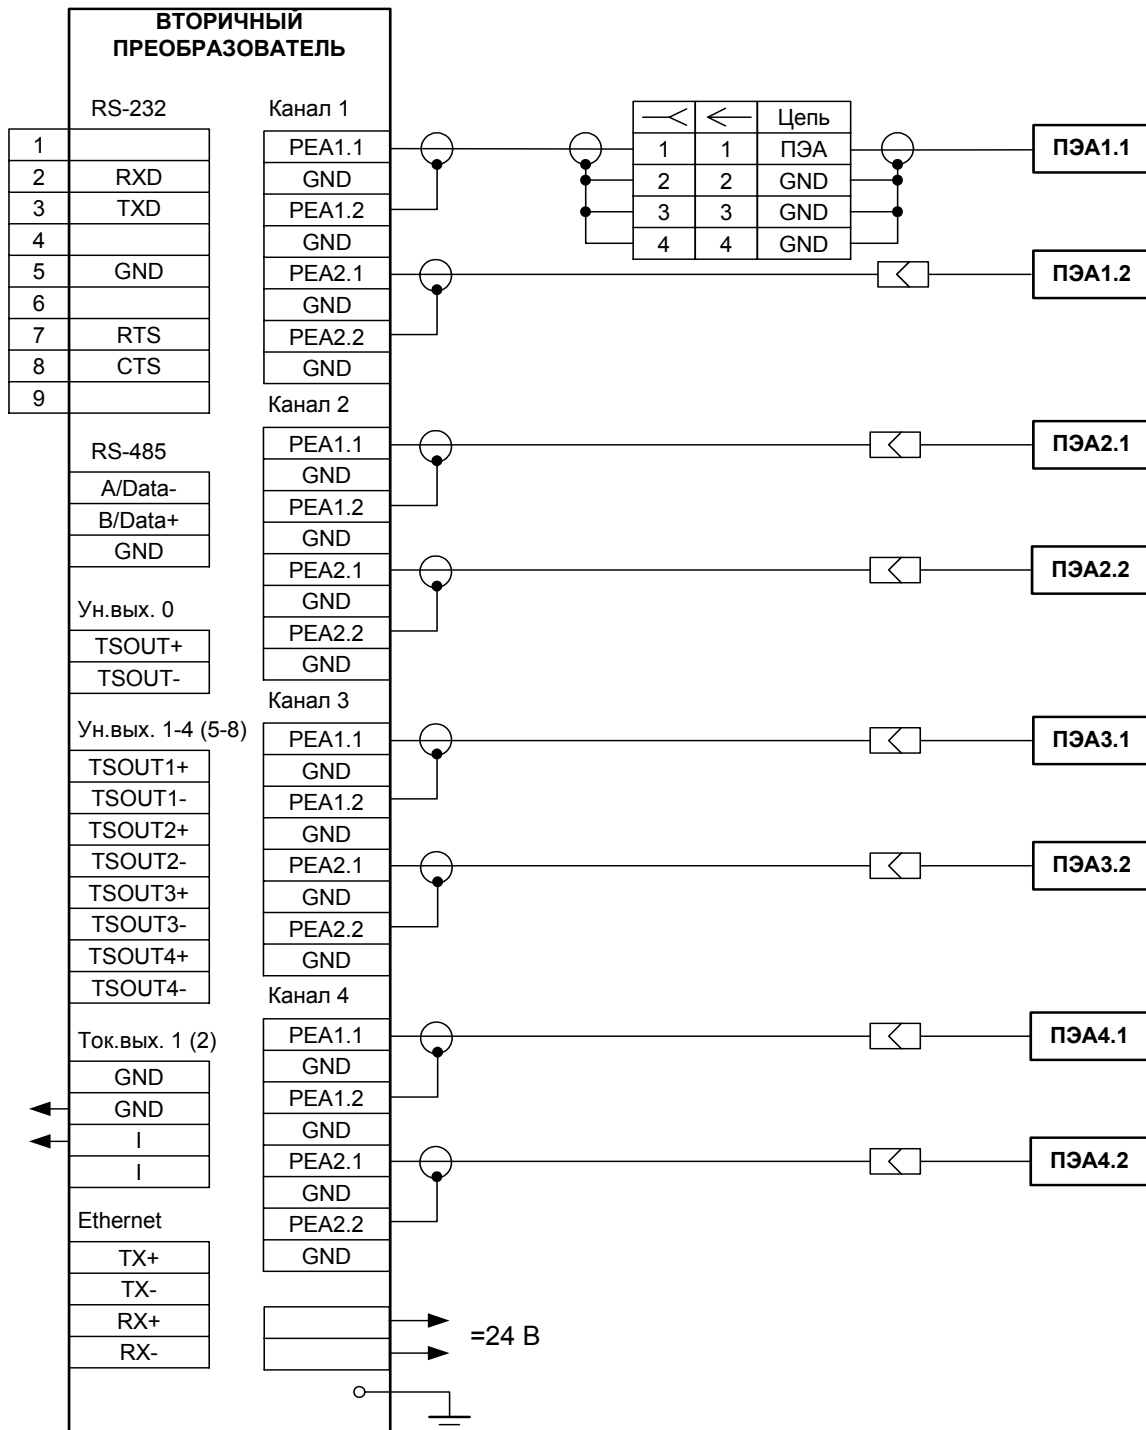 ВТОРИЧНЫЙ
ПРЕОБРАЗОВАТЕЛЬ
RS-232
1
2 RXD
3 TXD
4
5 GND
6
7 RTS
8 CTS
9
RS-485
A/Data-
B/Data+
GND
Ун.вых. 0
TSOUT+
TSOUT-
Ун.вых. 1-4 (5-8)
TSOUT1+
TSOUT1-
TSOUT2+
TSOUT2-
TSOUT3+
TSOUT3-
TSOUT4+
TSOUT4-
Ток.вых. 1 (2)
GND
GND
I
I
Ethernet
TX+
TX-
RX+
RX-
Канал 1
PEA1.1
GND
PEA1.2
GND
PEA2.1
GND
PEA2.2
GND
Канал 2
PEA1.1
GND
PEA1.2
GND
PEA2.1
GND
PEA2.2
GND
Канал 3
PEA1.1
GND
PEA1.2
GND
PEA2.1
GND
PEA2.2
GND
Канал 4
PEA1.1
GND
PEA1.2
GND
PEA2.1
GND
PEA2.2
GND
=24 В
Цепь
1 1 ПЭА
2 2 GND
3 3 GND
4 4 GND
ПЭА1.1
ПЭА1.2
ПЭА2.1
ПЭА2.2
ПЭА3.1
ПЭА3.2
ПЭА4.1
ПЭА4.2